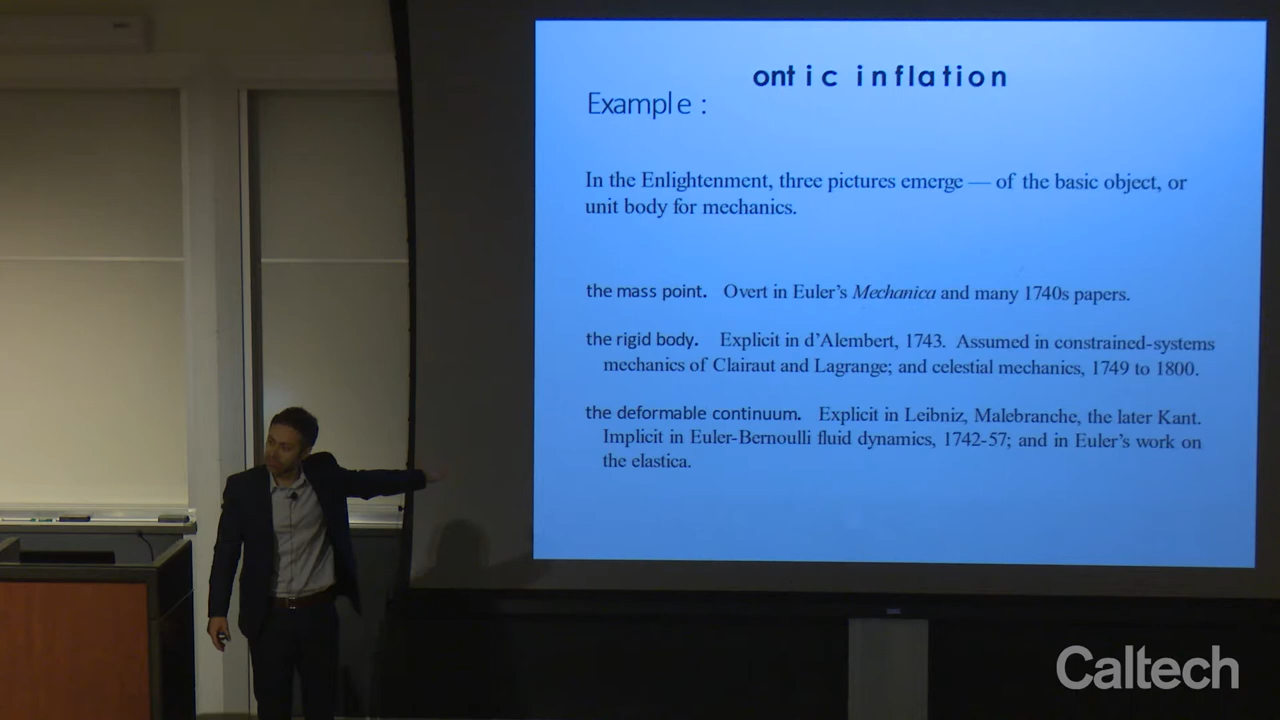 ontic inflation
Example :
In the Enlightenment, three pictures emerge — of the basic object, or
unit body for mechanics.
the mass point. Overt in Euler's Mechanica and many 1740s papers.
the rigid body. Explicit in d'Alembert, 1743. Assumed in constrained-systems
mechanics of Clairaut and Lagrange; and celestial mechanics, 1749 to 1800.
the deformable continuum. Explicit in Leibniz, Malebranche, the later Kant.
Implicit in Euler-Bernoulli fluid dynamics, 1742-57; and in Euler's work on
the elastica.
Caltech